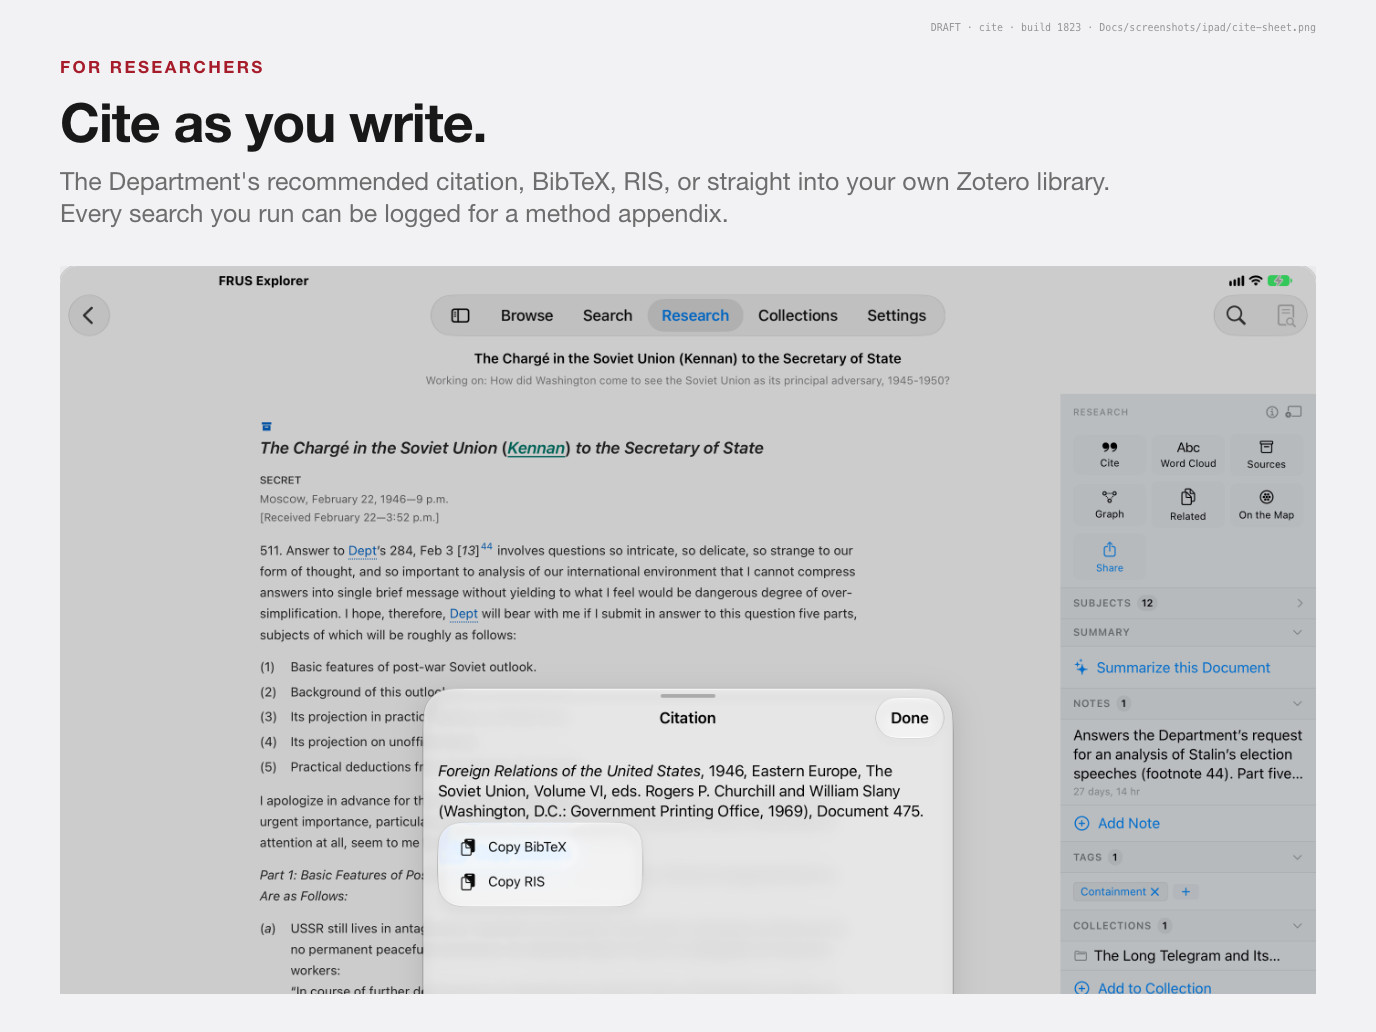 DRAFT · cite · build 1823 · Docs/screenshots/ipad/cite-sheet.png
FOR RESEARCHERS
Cite as you write.
The Department's recommended citation, BibTeX, RIS, or straight into your own Zotero library.
Every search you run can be logged for a method appendix.
FRUS Explorer
Browse Search Research Collections Settings
The Chargé in the Soviet Union (Kennan) to the Secretary of State
Working on: How did Washington come to see the Soviet Union as its principal adversary, 1945-1950?
The Chargé in the Soviet Union (Kennan) to the Secretary of State
SECRET
Moscow, February 22, 1946—9 p.m.
[Received February 22—3:52 p.m.]
511. Answer to Dept's 284, Feb 3 [13]44 involves questions so intricate, so delicate, so strange to our
form of thought, and so important to analysis of our international environment that I cannot compress
answers into single brief message without yielding to what I feel would be dangerous degree of over-
simplification. I hope, therefore, Dept will bear with me if I submit in answer to this question five parts,
subjects of which will be roughly as follows:
(1) Basic features of post-war Soviet outlook.
(2) Background of this outlo
(3) Its projection in practic
(4) Its projection on unoffi
(5) Practical deductions fr
I apologize in advance for th
urgent importance, particula
attention at all, seem to me
Part 1: Basic Features of Pos
Are as Follows:
(a) USSR still lives in antag
no permanent peacefu
workers:
“In course of further de
Citation
Done
Foreign Relations of the United States, 1946, Eastern Europe, The
Soviet Union, Volume VI, eds. Rogers P. Churchill and William Slany
(Washington, D.C.: Government Printing Office, 1969), Document 475.
Copy BibTeX
Copy RIS
RESEARCH
Cite
Abc
Word Cloud
Sources
Graph
Related
On the Map
Share
SUBJECTS 12
SUMMARY
Summarize this Document
NOTES 1
Answers the Department's request
for an analysis of Stalin's election
speeches (footnote 44). Part five...
27 days, 14 hr
Add Note
TAGS 1
Containment
COLLECTIONS 1
The Long Telegram and Its...
Add to Collection